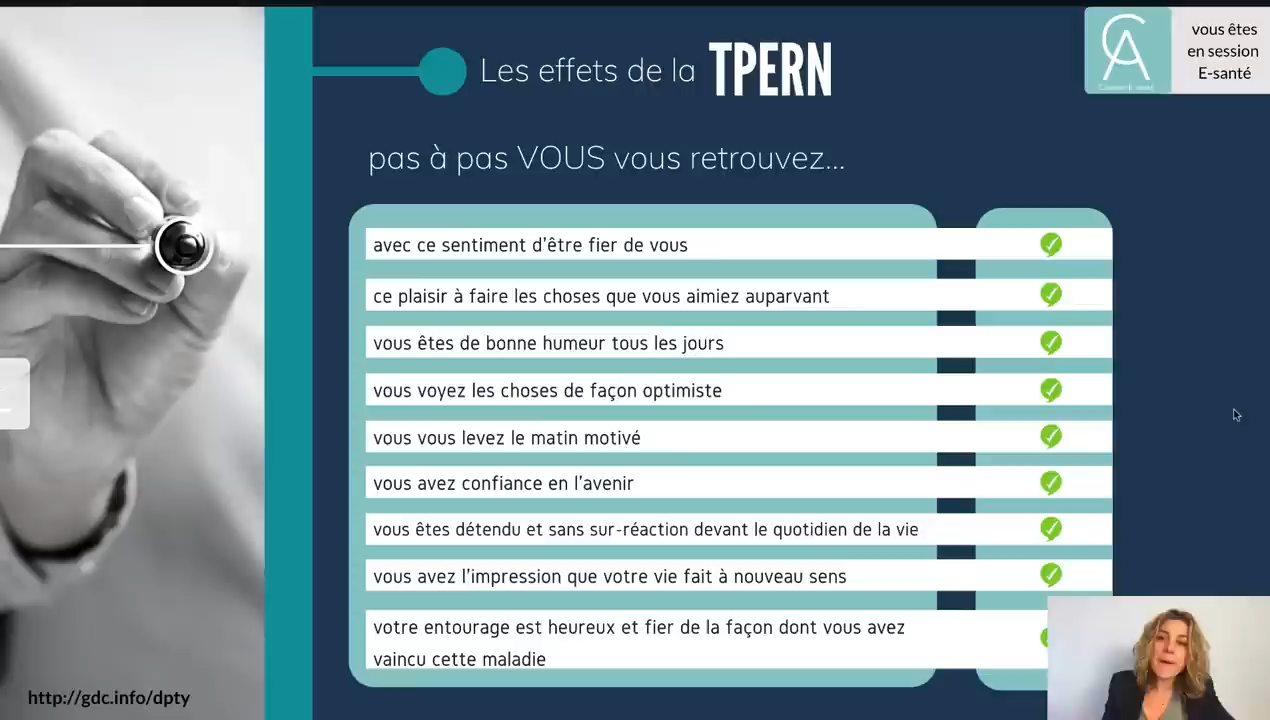 Les effets de la TPERN
vous êtes
en session
E-santé
CA
pas à pas VOUS vous retrouvez...
avec ce sentiment d'être fier de vous
ce plaisir à faire les choses que vous aimiez auparvant
vous êtes de bonne humeur tous les jours
vous voyez les choses de façon optimiste
vous vous levez le matin motivé
vous avez confiance en l'avenir
vous êtes détendu et sans sur-réaction devant le quotidien de la vie
vous avez l'impression que votre vie fait à nouveau sens
votre entourage est heureux et fier de la façon dont vous avez
vaincu cette maladie
http://gdc.info/dpty